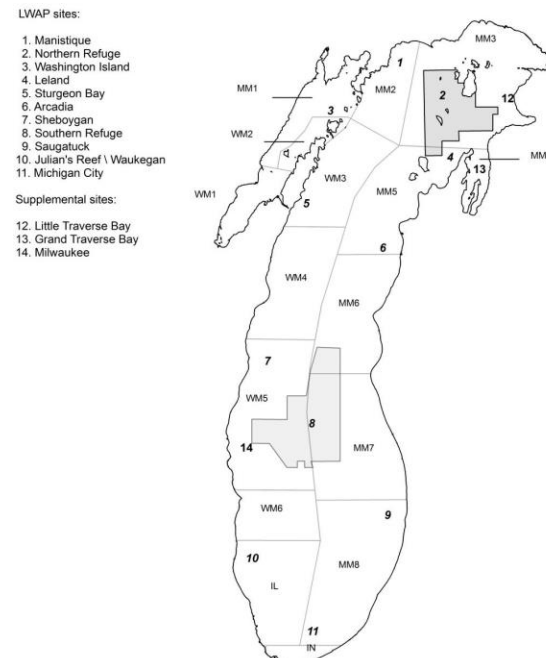 LWAP sites:
1. Manistique
2. Northern Refuge
3. Washington Island
4. Leland
5. Sturgeon Bay
6. Arcadia
7. Sheboygan
8. Southern Refuge
9. Saugatuck
10. Julian's Reef \ Waukegan
11. Michigan City
Supplemental sites:
12. Little Traverse Bay
13. Grand Traverse Bay
14. Milwaukee
MM3
1
MM2
2
MM1
12
3
WM2
4
MM
13
WM3
MM5
WM1
5
6
WM4
MM6
7
WM5
8
14
MM7
WM6
9
10
MM8
IL
11
IN